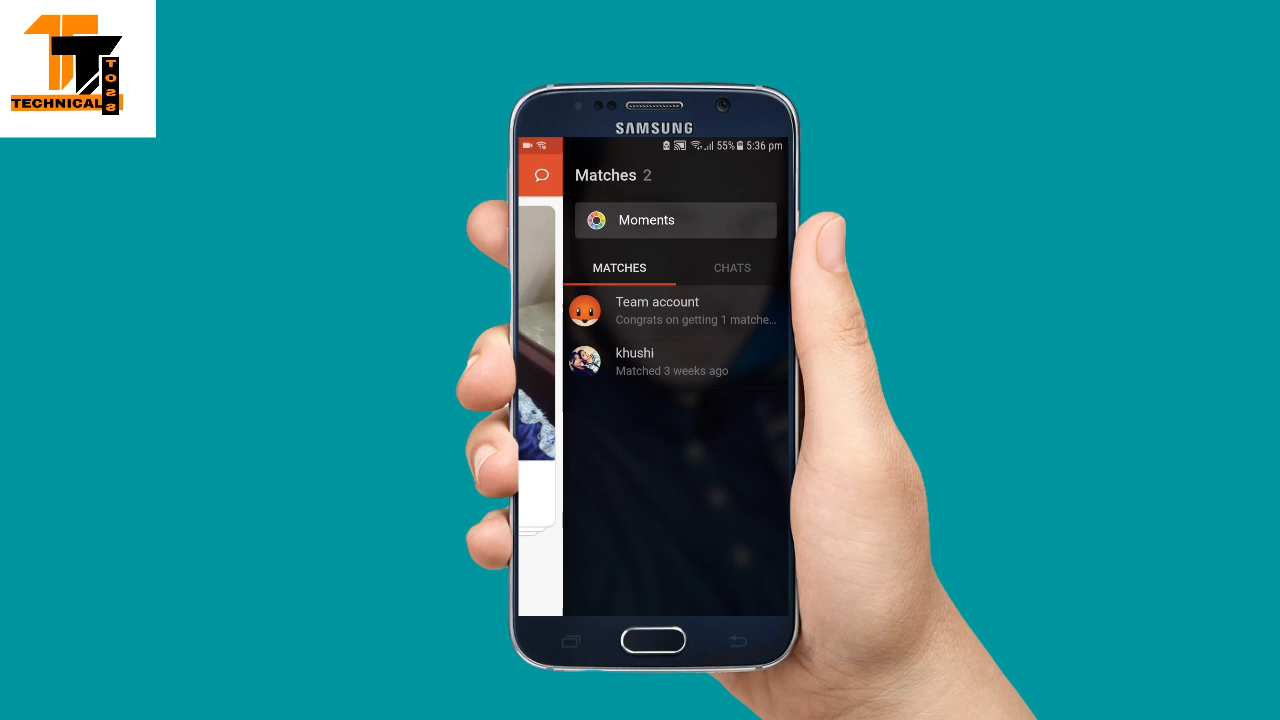 TECHNICAL
TOSS
SAMSUNG
55% 5:36 pm
Matches 2
Moments
MATCHES CHATS
Team account
Congrats on getting 1 matche...
khushi
Matched 3 weeks ago